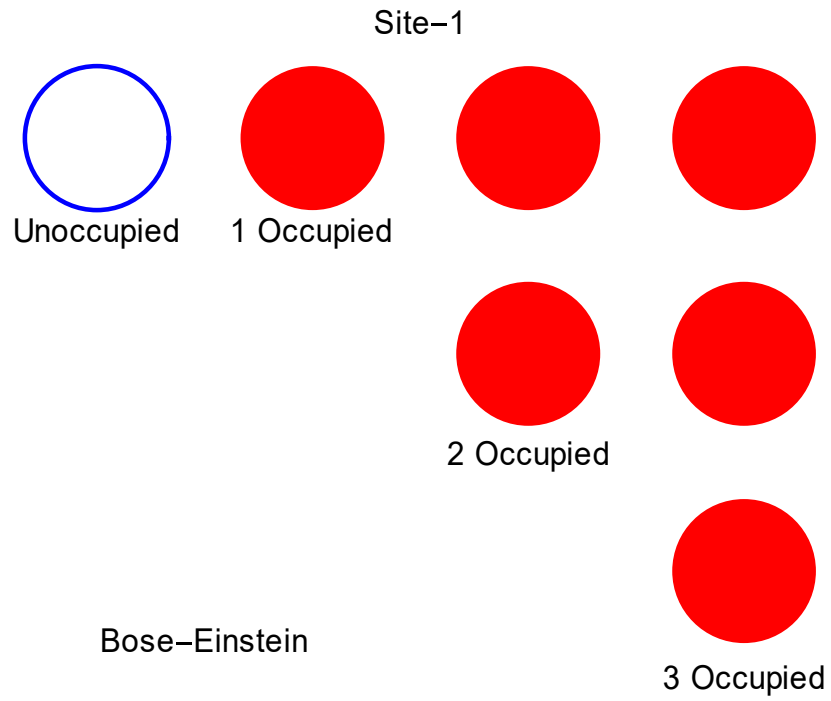 Site–1
Unoccupied
1 Occupied
2 Occupied
Bose–Einstein
3 Occupied